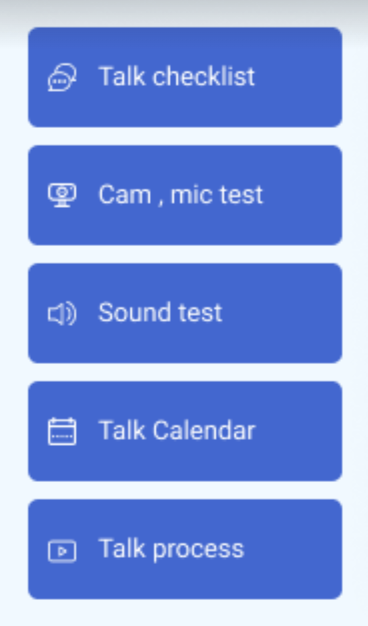 Talk checklist
Cam , mic test
Sound test
Talk Calendar
Talk process